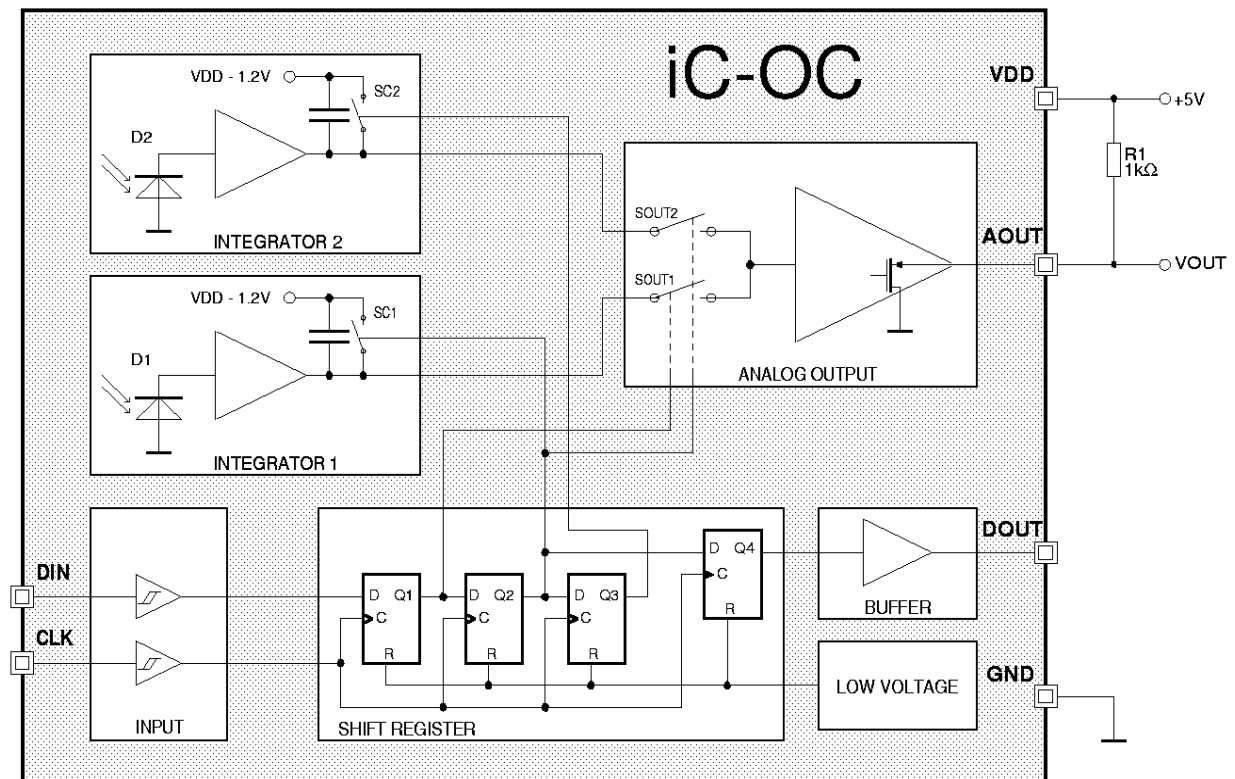 iC-OC
VDD - 1.2V
SC2
D2
INTEGRATOR 2
VDD
+5V
R1
1kΩ
SOUT2
AOUT
VOUT
SOUT1
ANALOG OUTPUT
VDD - 1.2V
SC1
D1
INTEGRATOR 1
DIN
CLK
INPUT
D Q1
C
R
D Q2
C
R
D Q3
C
R
D Q4
C
R
SHIFT REGISTER
DOUT
BUFFER
LOW VOLTAGE
GND